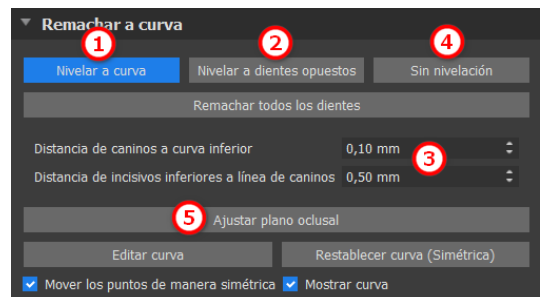 Remachar a curva
1
2
4
Nivelar a curva Nivelar a dientes opuestos Sin nivelación
Remachar todos los dientes
Distancia de caninos a curva inferior 0,10 mm
3
Distancia de incisivos inferiores a línea de caninos 0,50 mm
5 Ajustar plano oclusal
Editar curva Restablecer curva (Simétrica)
Mover los puntos de manera simétrica Mostrar curva